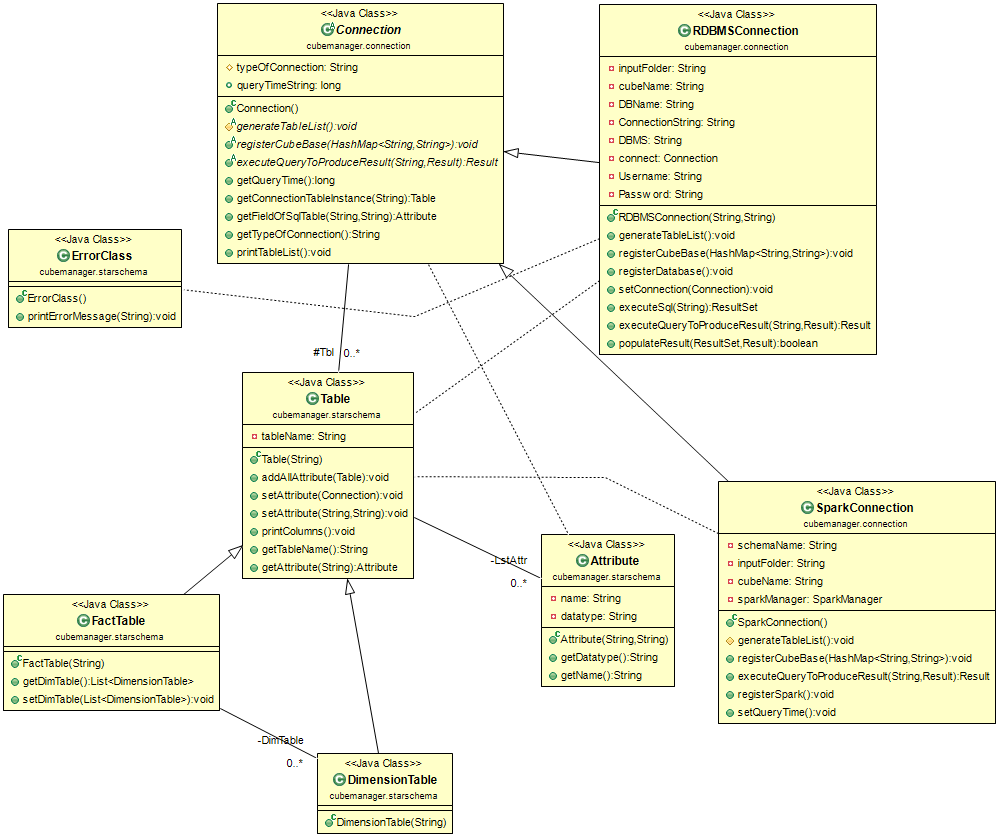 <<Java Class>>
Connection
cubemanager.connection
typeOfConnection: String
queryTimeString: long
Connection()
generateTableList():void
registerCubeBase(HashMap<String,String>):void
executeQueryToProduceResult(String,Result):Result
getQueryTime():long
getConnectionTableInstance(String):Table
getFieldOfSqlTable(String,String):Attribute
getTypeOfConnection():String
printTableList():void
<<Java Class>>
RDBMSConnection
cubemanager.connection
inputFolder: String
cubeName: String
DBName: String
ConnectionString: String
DBMS: String
connect: Connection
Username: String
Password: String
RDBMSConnection(String,String)
generateTableList():void
registerCubeBase(HashMap<String,String>):void
registerDatabase():void
setConnection(Connection):void
executeSql(String):ResultSet
executeQueryToProduceResult(String,Result):Result
populateResult(ResultSet,Result):boolean
<<Java Class>>
ErrorClass
cubemanager.starschema
ErrorClass()
printErrorMessage(String):void
#Tbl 0..*
<<Java Class>>
Table
cubemanager.starschema
tableName: String
Table(String)
addAllAttribute(Table):void
setAttribute(Connection):void
setAttribute(String,String):void
printColumns():void
getTableName():String
getAttribute(String):Attribute
-LstAttr
0..*
<<Java Class>>
Attribute
cubemanager.starschema
name: String
datatype: String
Attribute(String,String)
getDatatype():String
getName():String
<<Java Class>>
SparkConnection
cubemanager.connection
schemaName: String
inputFolder: String
cubeName: String
sparkManager: SparkManager
SparkConnection()
generateTableList():void
registerCubeBase(HashMap<String,String>):void
executeQueryToProduceResult(String,Result):Result
registerSpark():void
setQueryTime():void
<<Java Class>>
FactTable
cubemanager.starschema
FactTable(String)
getDimTable():List<DimensionTable>
setDimTable(List<DimensionTable>):void
-DimTable
0..*
<<Java Class>>
DimensionTable
cubemanager.starschema
DimensionTable(String)